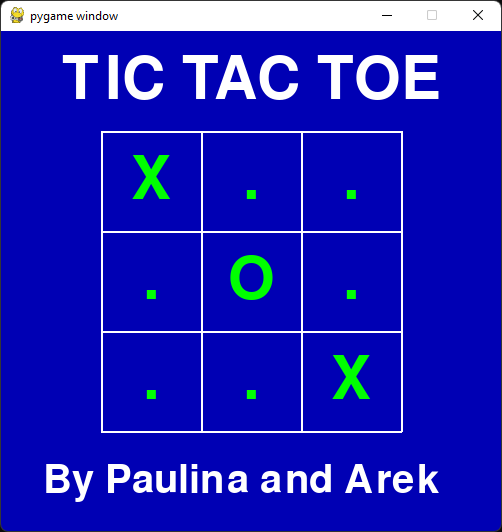 pygame window
TIC TAC TOE
X . .
. O .
. . X
By Paulina and Arek